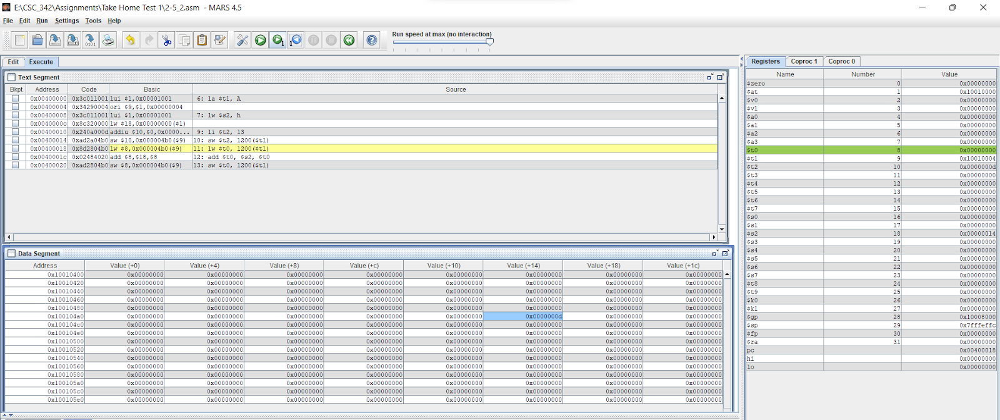 E:\CSC_342\Assignments\Take Home Test 1\2-5_2.asm - MARS 4.5
File Edit Run Settings Tools Help
Run speed at max (no interaction)
Edit Execute
Text Segment
Bkpt Address Code Basic Source
0x00400000 0x3c011001 lui $1,0x00001001 6: la $t1, A
0x00400004 0x34290004 ori $9,$1,0x00000004
0x00400008 0x3c011001 lui $1,0x00001001 7: lw $s2, h
0x0040000c 0x8c320000 lw $18,0x00000000($1)
0x00400010 0x240a000d addiu $10,$0,0x0000... 9: li $t2, 13
0x00400014 0xad2a04b0 sw $10,0x000004b0($9) 10: sw $t2, 1200($t1)
0x00400018 0x8d2804b0 lw $8,0x000004b0($9) 11: lw $t0, 1200($t1)
0x0040001c 0x02484020 add $8,$18,$8 12: add $t0, $s2, $t0
0x00400020 0xad2804b0 sw $8,0x000004b0($9) 13: sw $t0, 1200($t1)
Data Segment
Address Value (+0) Value (+4) Value (+8) Value (+c) Value (+10) Value (+14) Value (+18) Value (+1c)
0x10010400 0x00000000 0x00000000 0x00000000 0x00000000 0x00000000 0x00000000 0x00000000 0x00000000
0x10010420 0x00000000 0x00000000 0x00000000 0x00000000 0x00000000 0x00000000 0x00000000 0x00000000
0x10010440 0x00000000 0x00000000 0x00000000 0x00000000 0x00000000 0x00000000 0x00000000 0x00000000
0x10010460 0x00000000 0x00000000 0x00000000 0x00000000 0x00000000 0x00000000 0x00000000 0x00000000
0x10010480 0x00000000 0x00000000 0x00000000 0x00000000 0x00000000 0x00000000 0x00000000 0x00000000
0x100104a0 0x00000000 0x00000000 0x00000000 0x00000000 0x00000000 0x0000000d 0x00000000 0x00000000
0x100104c0 0x00000000 0x00000000 0x00000000 0x00000000 0x00000000 0x00000000 0x00000000 0x00000000
0x100104e0 0x00000000 0x00000000 0x00000000 0x00000000 0x00000000 0x00000000 0x00000000 0x00000000
0x10010500 0x00000000 0x00000000 0x00000000 0x00000000 0x00000000 0x00000000 0x00000000 0x00000000
0x10010520 0x00000000 0x00000000 0x00000000 0x00000000 0x00000000 0x00000000 0x00000000 0x00000000
0x10010540 0x00000000 0x00000000 0x00000000 0x00000000 0x00000000 0x00000000 0x00000000 0x00000000
0x10010560 0x00000000 0x00000000 0x00000000 0x00000000 0x00000000 0x00000000 0x00000000 0x00000000
0x10010580 0x00000000 0x00000000 0x00000000 0x00000000 0x00000000 0x00000000 0x00000000 0x00000000
0x100105a0 0x00000000 0x00000000 0x00000000 0x00000000 0x00000000 0x00000000 0x00000000 0x00000000
0x100105c0 0x00000000 0x00000000 0x00000000 0x00000000 0x00000000 0x00000000 0x00000000 0x00000000
0x100105e0 0x00000000 0x00000000 0x00000000 0x00000000 0x00000000 0x00000000 0x00000000 0x00000000
Registers Coproc 1 Coproc 0
Name Number Value
$zero 0 0x00000000
$at 1 0x10010000
$v0 2 0x00000000
$v1 3 0x00000000
$a0 4 0x00000000
$a1 5 0x00000000
$a2 6 0x00000000
$a3 7 0x00000000
$t0 8 0x00000000
$t1 9 0x10010004
$t2 10 0x0000000d
$t3 11 0x00000000
$t4 12 0x00000000
$t5 13 0x00000000
$t6 14 0x00000000
$t7 15 0x00000000
$s0 16 0x00000000
$s1 17 0x00000000
$s2 18 0x00000014
$s3 19 0x00000000
$s4 20 0x00000000
$s5 21 0x00000000
$s6 22 0x00000000
$s7 23 0x00000000
$t8 24 0x00000000
$t9 25 0x00000000
$k0 26 0x00000000
$k1 27 0x00000000
$gp 28 0x10008000
$sp 29 0x7fffeffc
$fp 30 0x00000000
$ra 31 0x00000000
pc 0x00400018
hi 0x00000000
lo 0x00000000